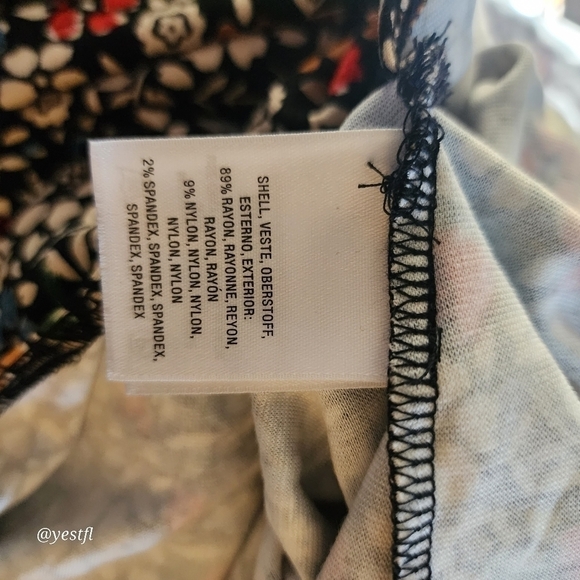 SHELL, VESTE, OBERSTOFF,
ESTERNO, EXTERIOR:
89% RAYON, RAYONNE, REYON,
RAYON, RAYON
9% NYLON, NYLON, NYLON,
NYLON, NYLON
2% SPANDEX, SPANDEX, SPANDEX,
SPANDEX, SPANDEX
@yestfl